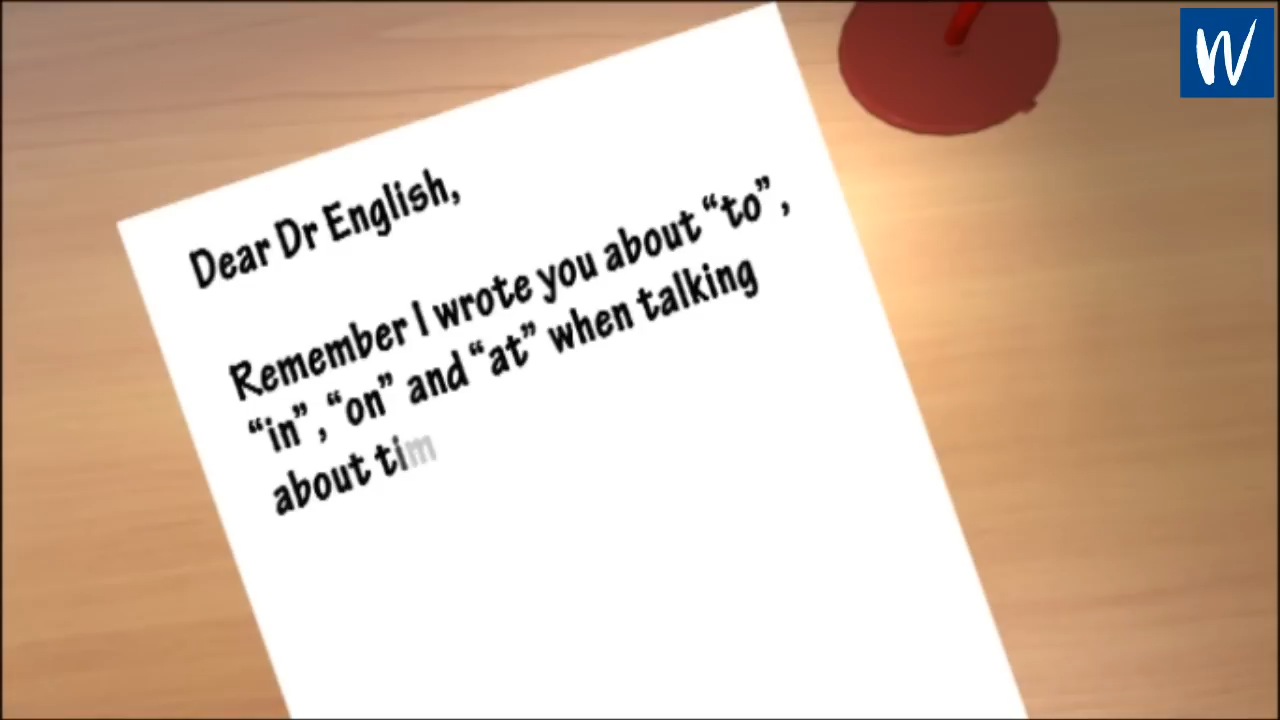 Dear Dr English,
Remember I wrote you about “to”,
“in”, “on” and “at” when talking
about tim
W